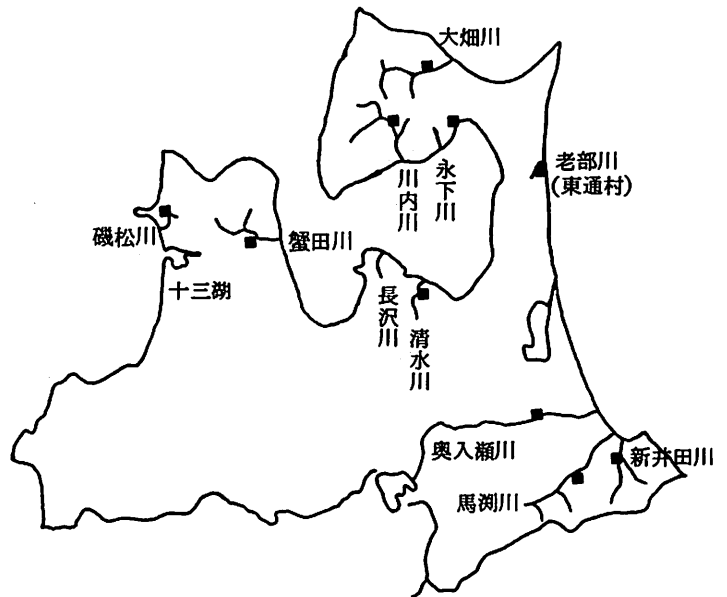 大畑川
老部川
(東通村)
川内川
永下川
磯松川
蟹田川
十三湖
長沢川
清水川
奥入瀬川
新井田川
馬渕川